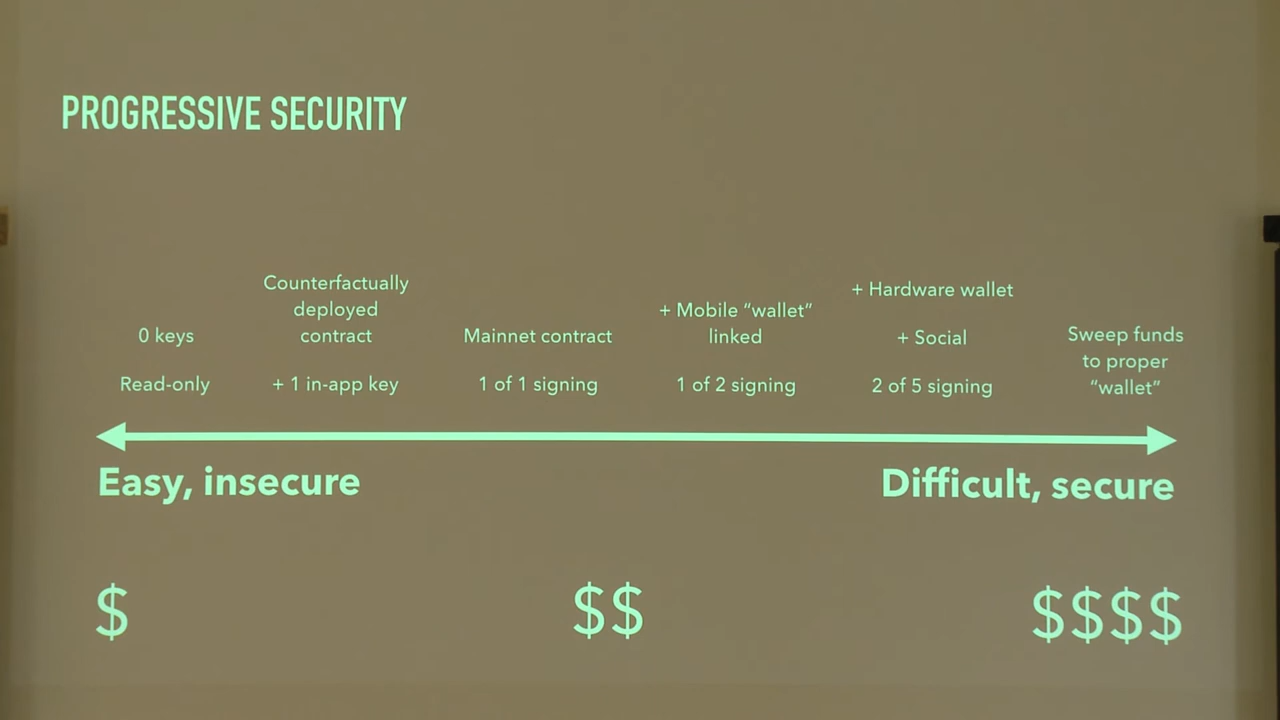 PROGRESSIVE SECURITY
0 keys
Read-only
Counterfactually
deployed
contract
+ 1 in-app key
Mainnet contract
1 of 1 signing
+ Mobile “wallet”
linked
1 of 2 signing
+ Hardware wallet
+ Social
2 of 5 signing
Sweep funds
to proper
“wallet”
Easy, insecure
Difficult, secure
$
$$
$$$$